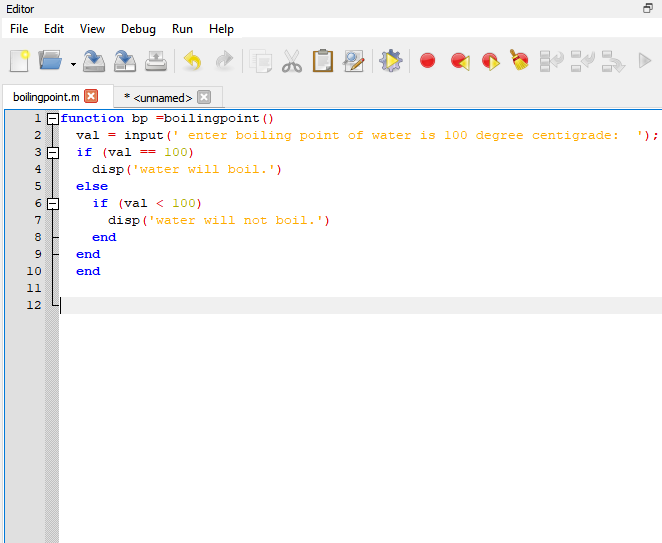 Editor
File Edit View Debug Run Help
boilingpoint.m * <unnamed>
1 function bp =boilingpoint()
2 val = input(' enter boiling point of water is 100 degree centigrade:  ');
3 if (val == 100)
4 disp('water will boil.')
5 else
6 if (val < 100)
7 disp('water will not boil.')
8 end
9 end
10 end
11
12